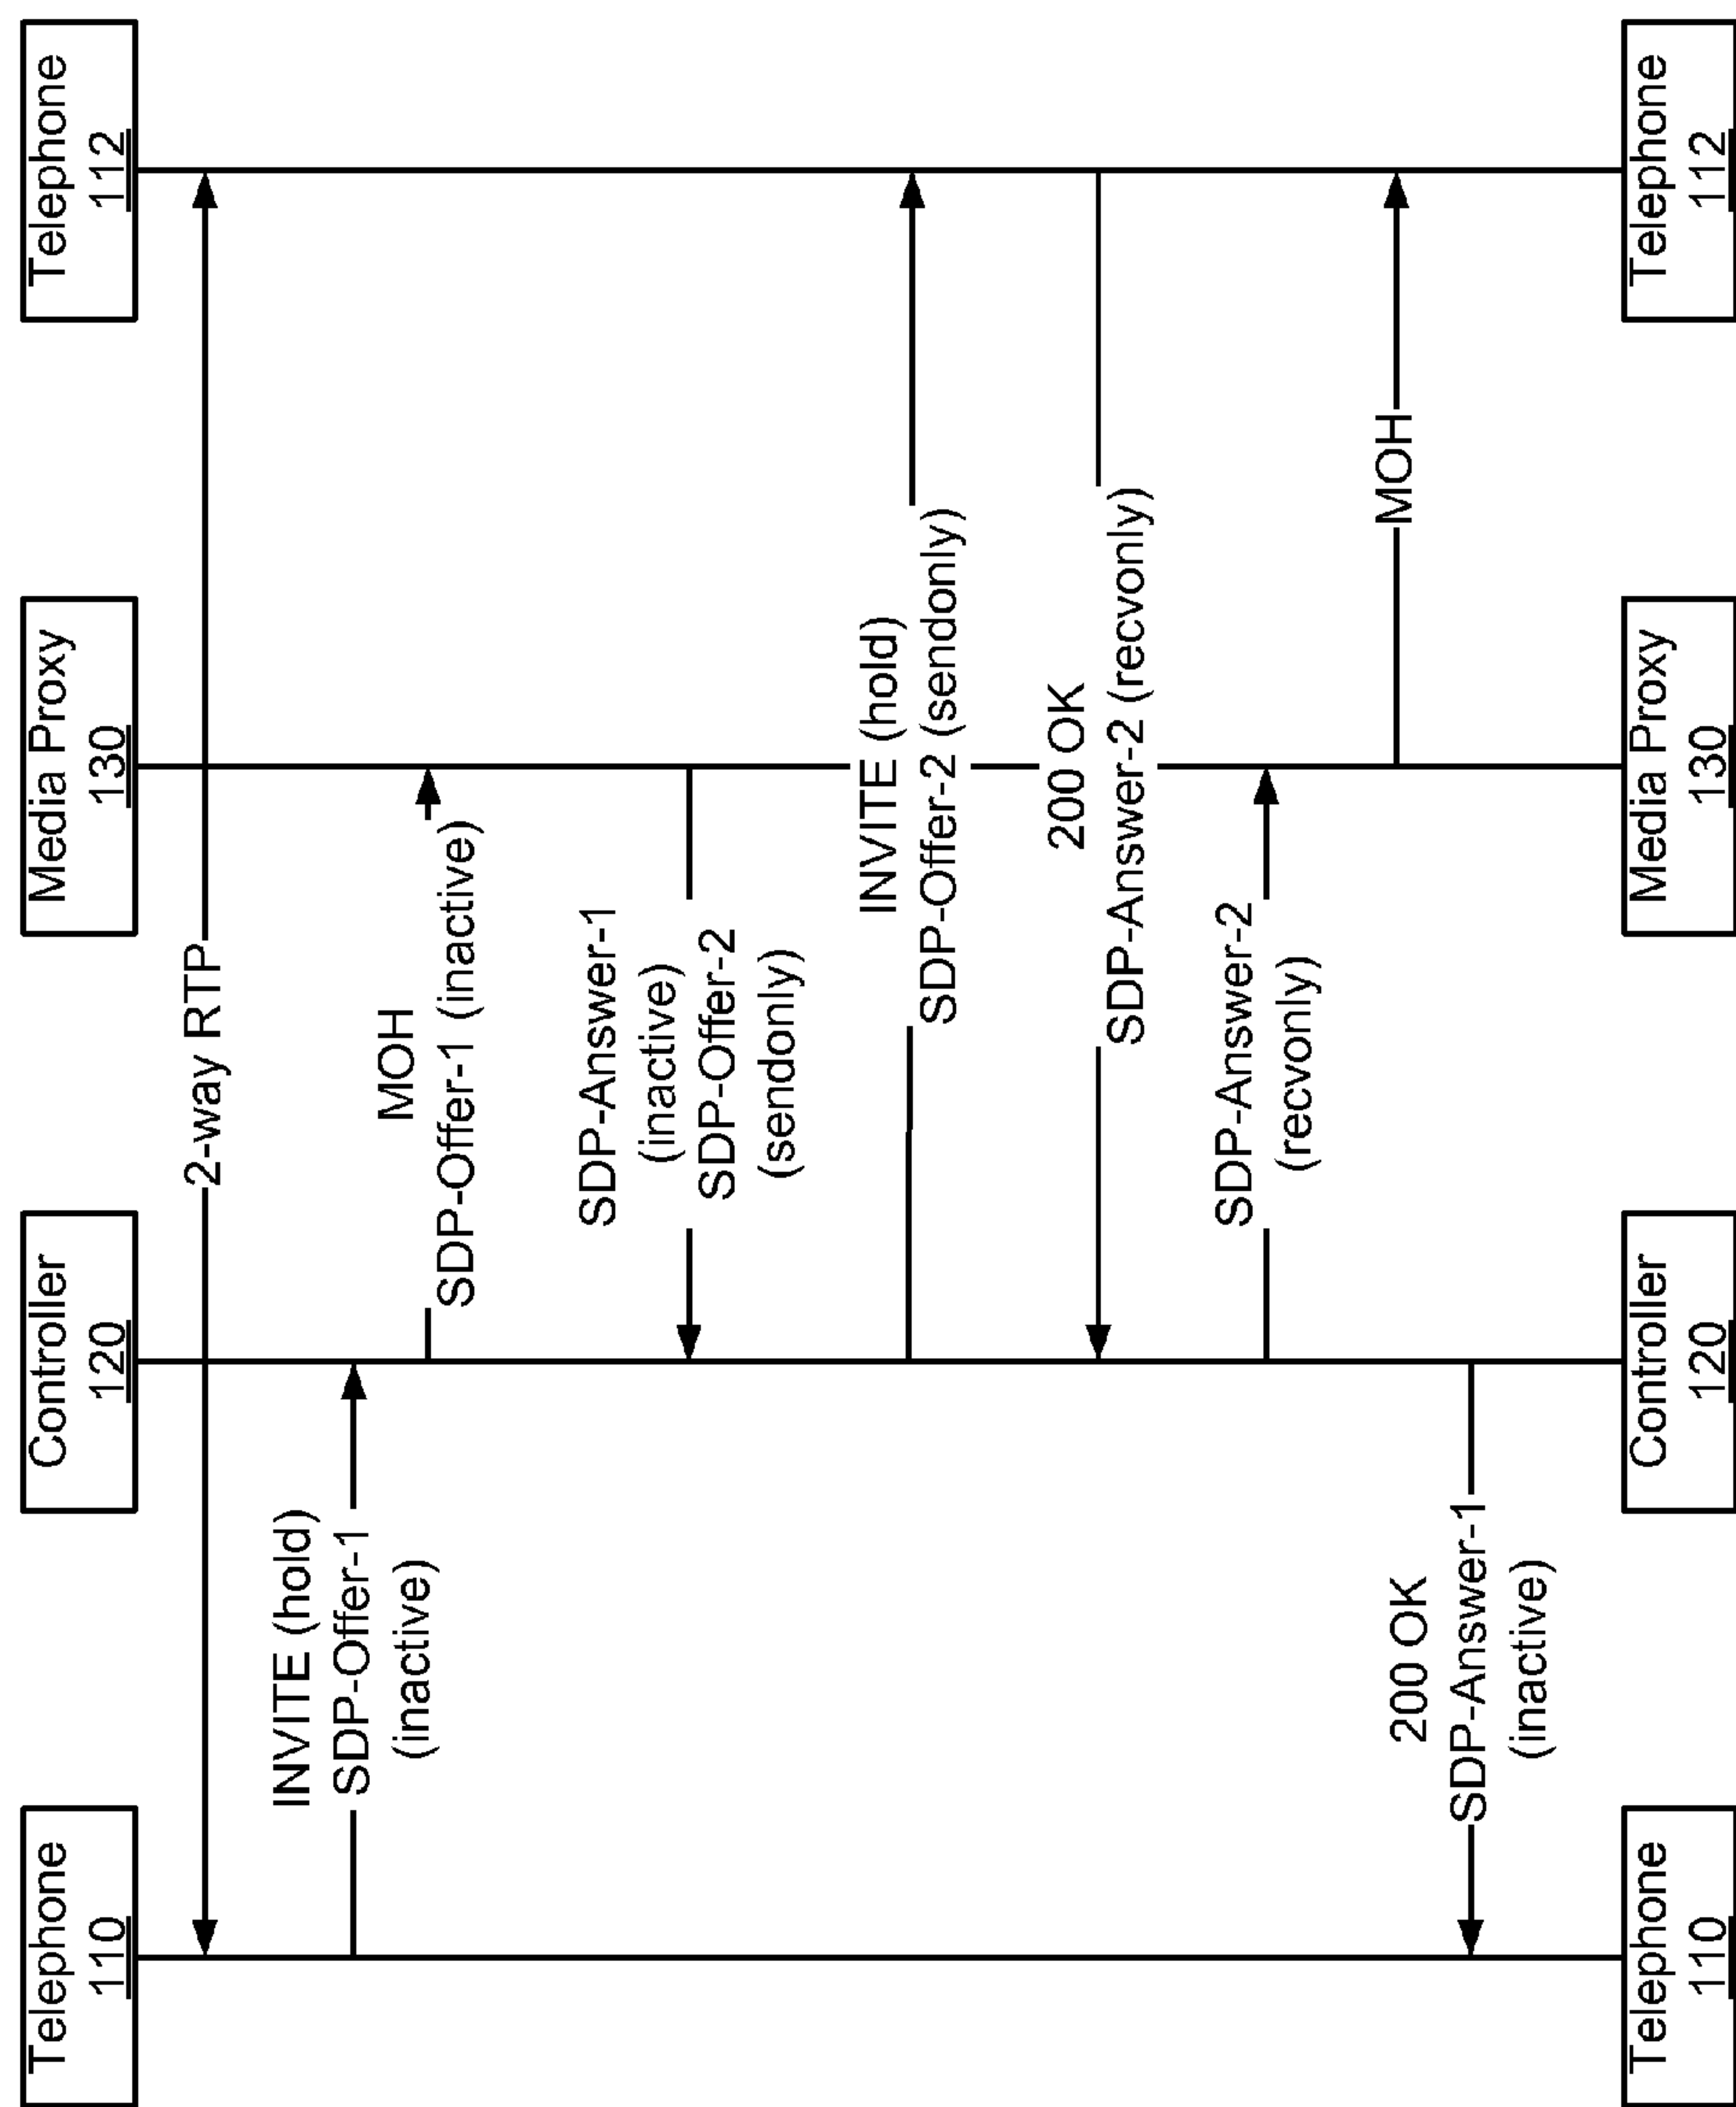 Telephone
110
Controller
120
Media Proxy
130
Telephone
112
2-way RTP
INVITE (hold)
SDP-Offer-1
(inactive)
MOH
SDP-Offer-1 (inactive)
SDP-Answer-1
(inactive)
SDP-Offer-2
(sendonly)
INVITE (hold)
SDP-Offer-2 (sendonly)
200 OK
SDP-Answer-2 (recvonly)
SDP-Answer-2
(recvonly)
MOH
200 OK
SDP-Answer-1
(inactive)
Telephone
110
Controller
120
Media Proxy
130
Telephone
112